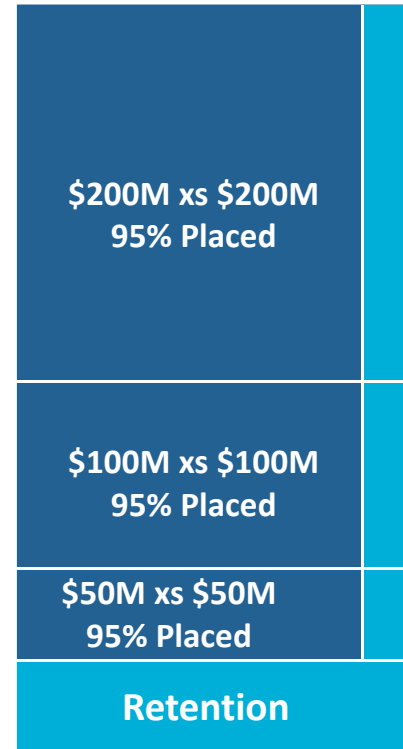 $200M xs $200M
95% Placed
$100M xs $100M
95% Placed
$50M xs $50M
95% Placed
Retention